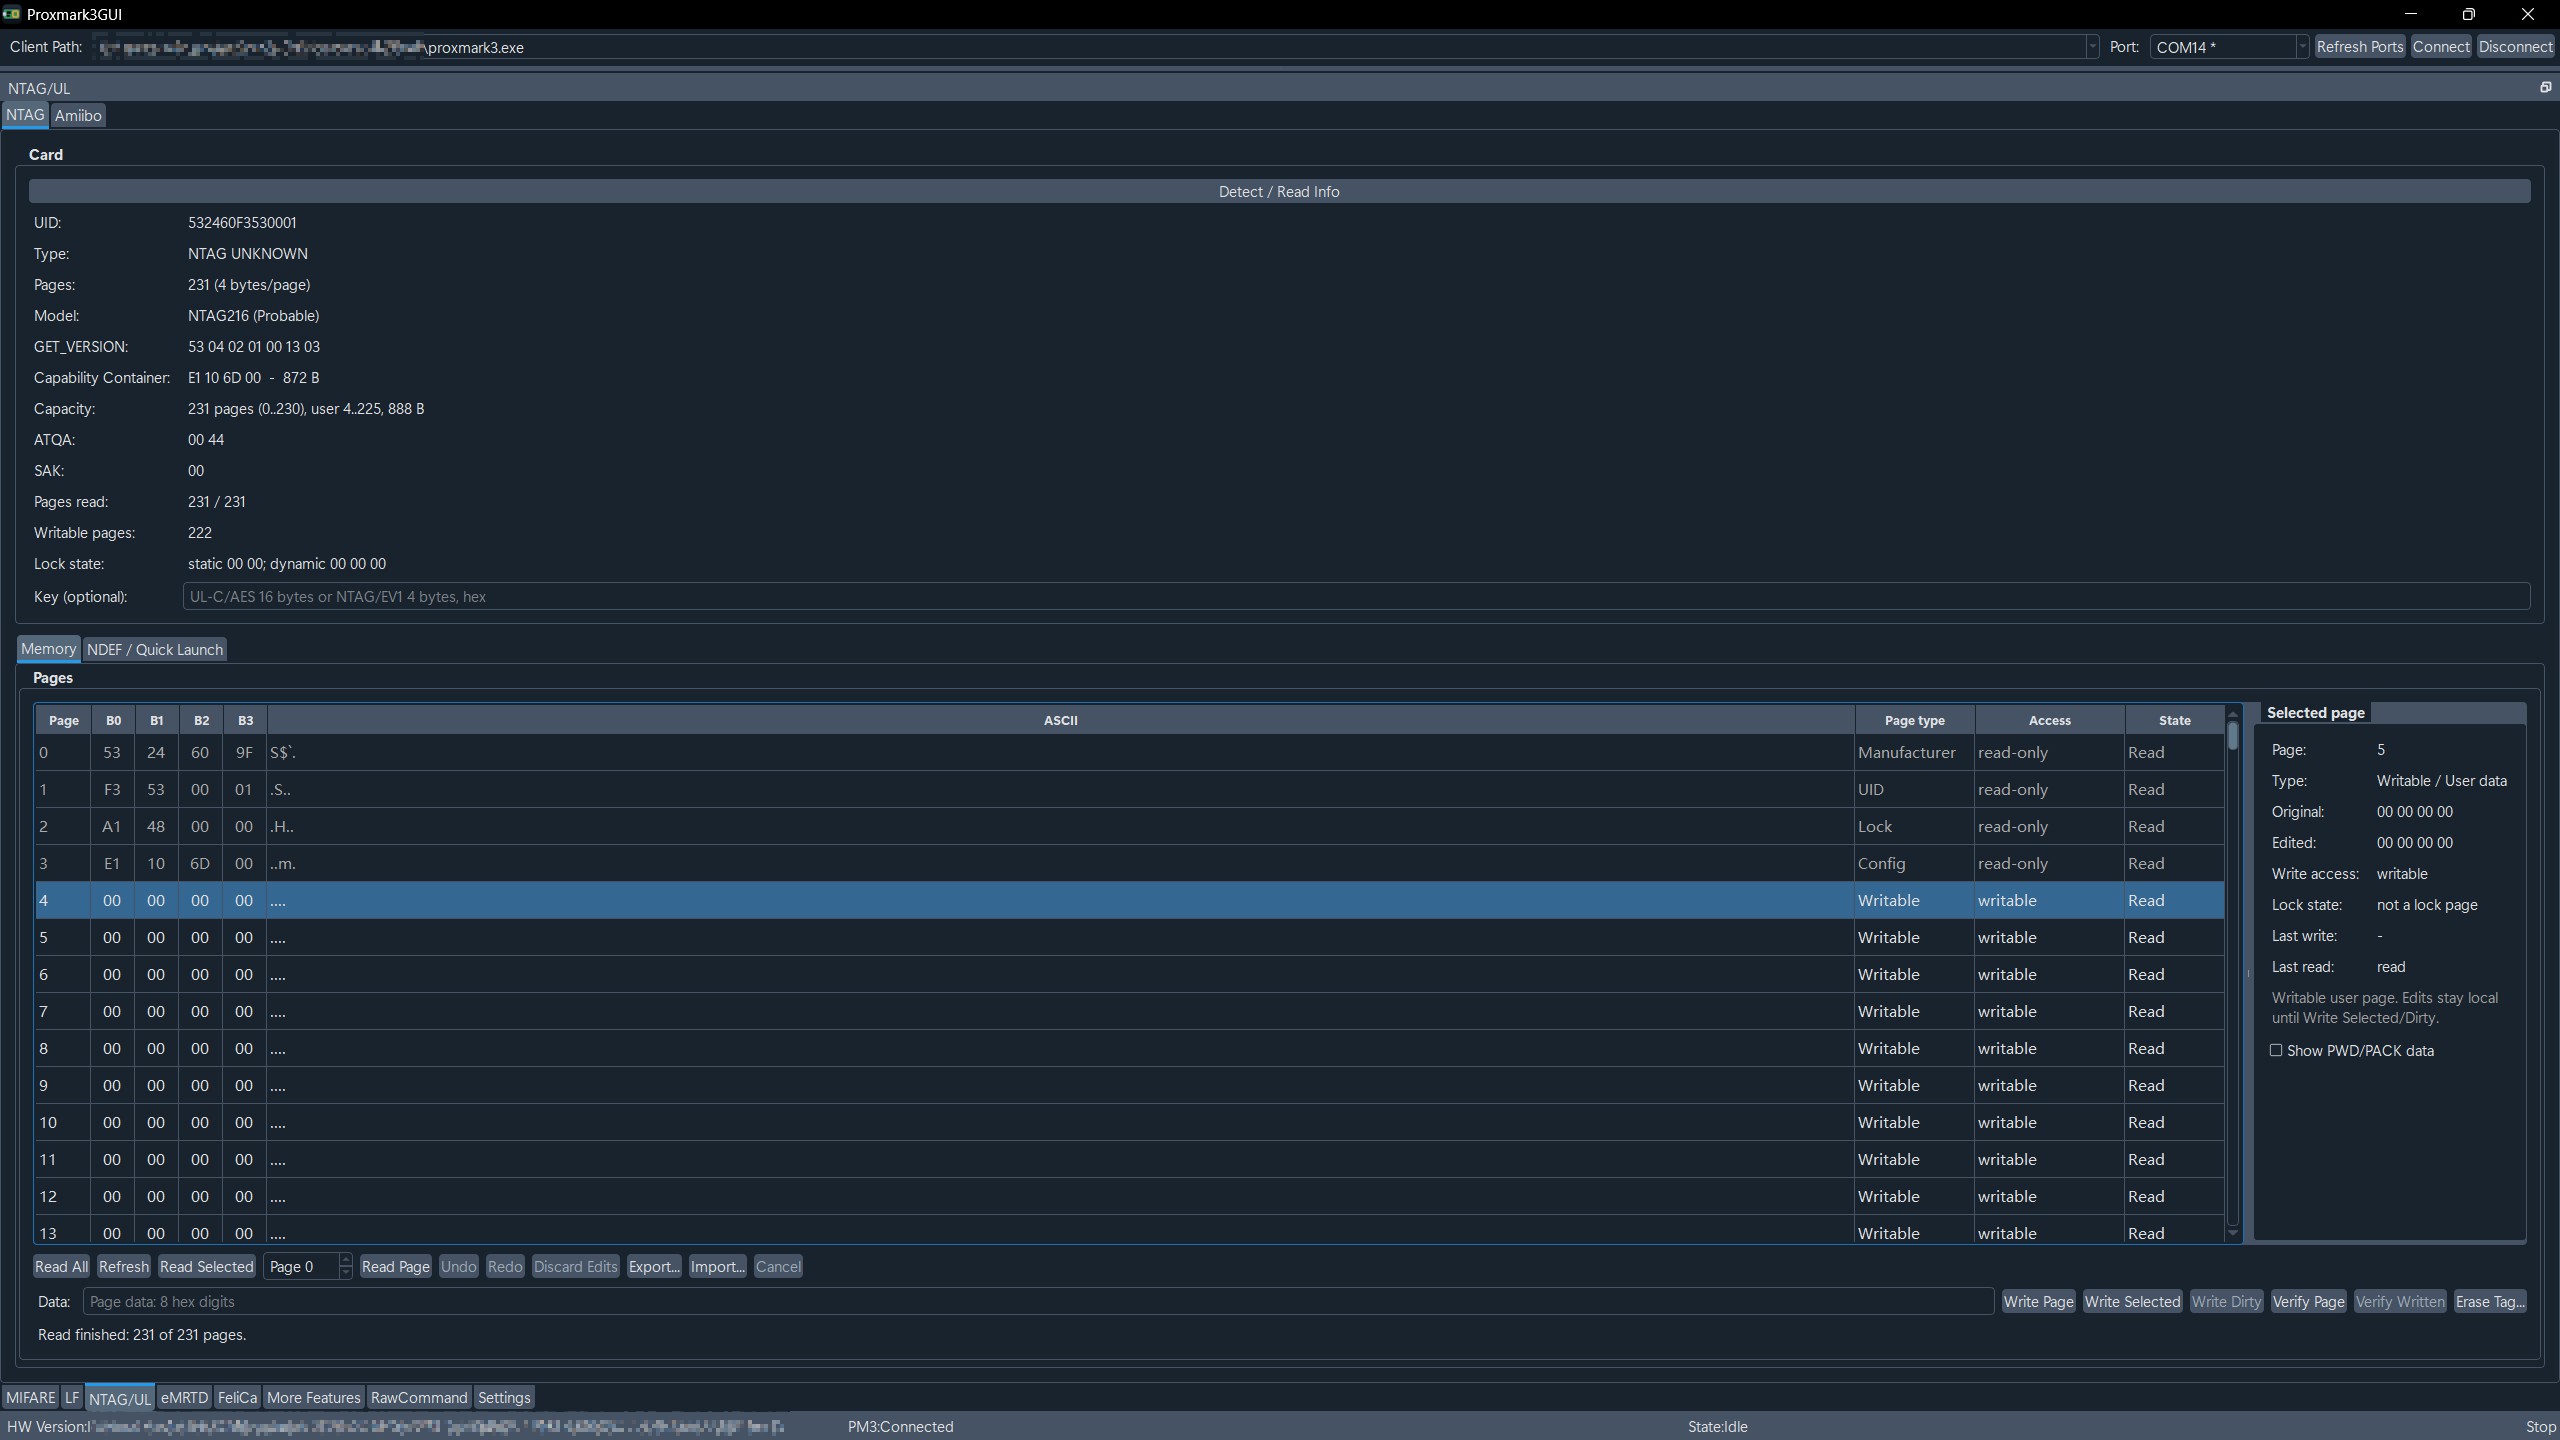 Proxmark3GUI
Client Path: \proxmark3.exe Port: COM14 * Refresh Ports Connect Disconnect
NTAG/UL
NTAG Amiibo
Card
Detect / Read Info
UID: 532460F3530001
Type: NTAG UNKNOWN
Pages: 231 (4 bytes/page)
Model: NTAG216 (Probable)
GET_VERSION: 53 04 02 01 00 13 03
Capability Container: E1 10 6D 00 - 872 B
Capacity: 231 pages (0..230), user 4..225, 888 B
ATQA: 00 44
SAK: 00
Pages read: 231 / 231
Writable pages: 222
Lock state: static 00 00; dynamic 00 00 00
Key (optional): UL-C/AES 16 bytes or NTAG/EV1 4 bytes, hex
Memory NDEF / Quick Launch
Pages
Page B0 B1 B2 B3 ASCII Page type Access State
0 53 24 60 9F S$`. Manufacturer read-only Read
1 F3 53 00 01 .S.. UID read-only Read
2 A1 48 00 00 .H.. Lock read-only Read
3 E1 10 6D 00 ..m. Config read-only Read
4 00 00 00 00 .... Writable writable Read
5 00 00 00 00 .... Writable writable Read
6 00 00 00 00 .... Writable writable Read
7 00 00 00 00 .... Writable writable Read
8 00 00 00 00 .... Writable writable Read
9 00 00 00 00 .... Writable writable Read
10 00 00 00 00 .... Writable writable Read
11 00 00 00 00 .... Writable writable Read
12 00 00 00 00 .... Writable writable Read
13 00 00 00 00 .... Writable writable Read
Selected page
Page: 5
Type: Writable / User data
Original: 00 00 00 00
Edited: 00 00 00 00
Write access: writable
Lock state: not a lock page
Last write: -
Last read: read
Writable user page. Edits stay local
until Write Selected/Dirty.
Show PWD/PACK data
Read All Refresh Read Selected Page 0 Read Page Undo Redo Discard Edits Export... Import... Cancel
Data: Page data: 8 hex digits Write Page Write Selected Write Dirty Verify Page Verify Written Erase Tag...
Read finished: 231 of 231 pages.
MIFARE LF NTAG/UL eMRTD FeliCa More Features RawCommand Settings
HW Version: PM3:Connected State:Idle Stop